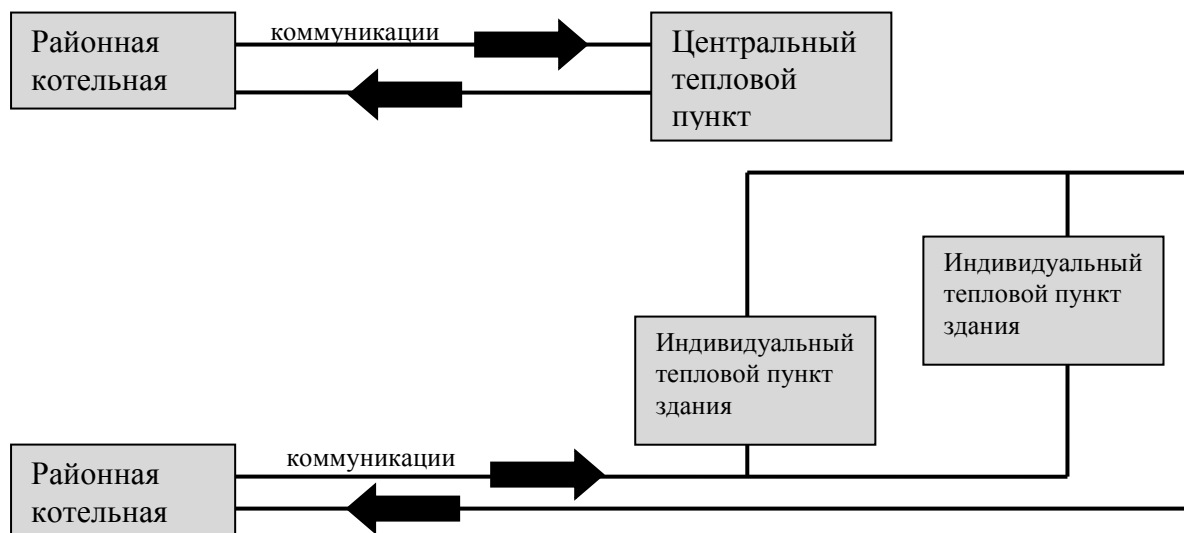 Районная
котельная
коммуникации
Центральный
тепловой
пункт
Индивидуальный
тепловой пункт
здания
Индивидуальный
тепловой пункт
здания
Районная
котельная
коммуникации